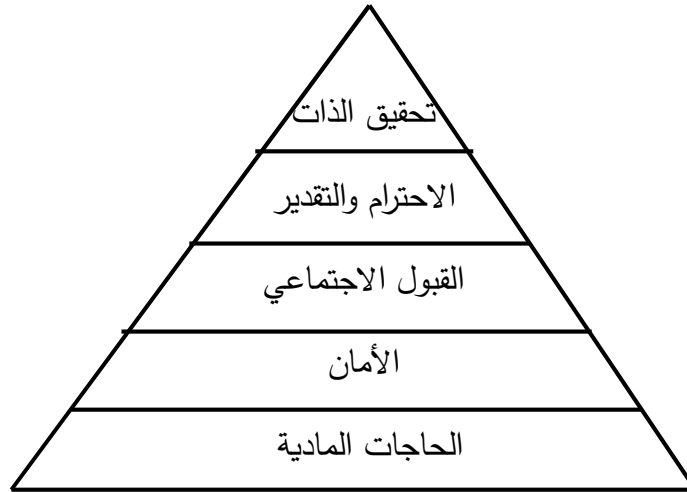 تحقيق الذات
الاحترام والتقدير
القبول الاجتماعي
الأمان
الحاجات المادية